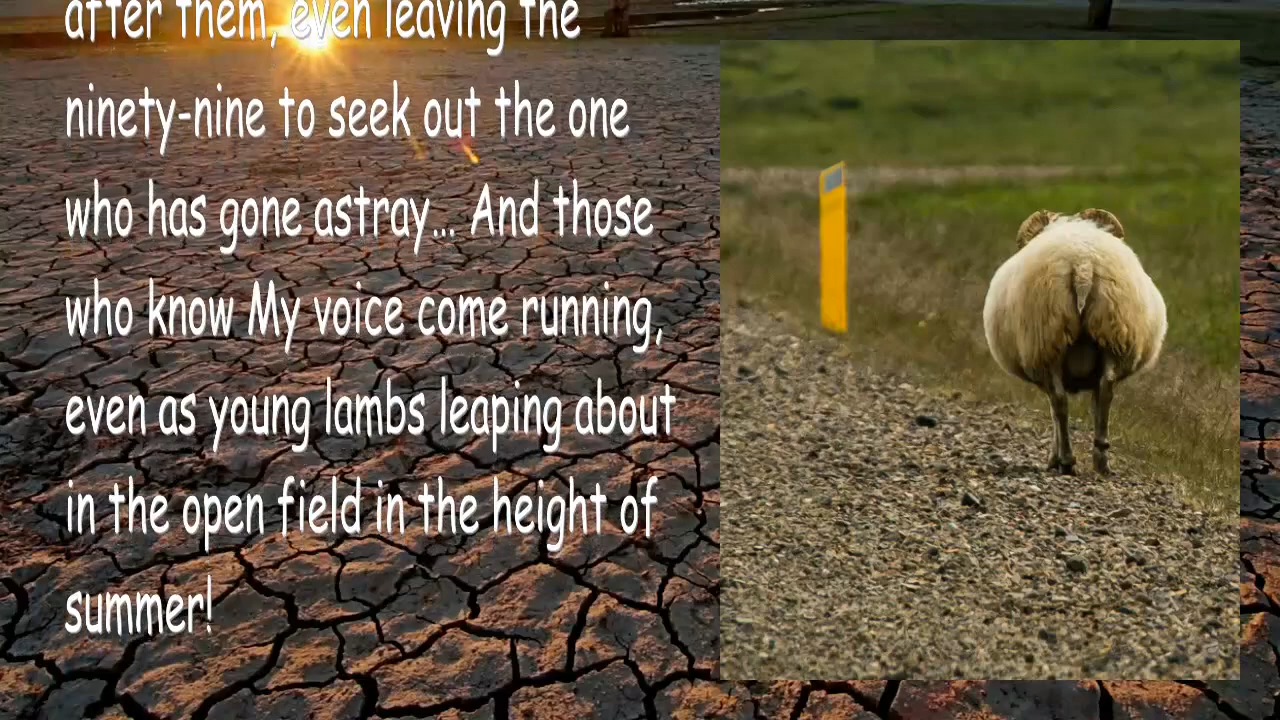 after them, even leaving the
ninety-nine to seek out the one
who has gone astray... And those
who know My voice come running,
even as young lambs leaping about
in the open field in the height of
summer!